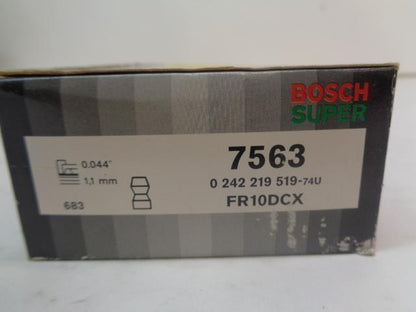 BOSCH
SUPER
7563
0.044"
1,1 mm
0 242 219 519-74U
683
FR10DCX